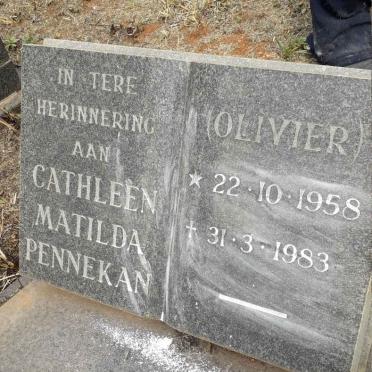 IN TERE
HERINNERING
AAN
CATHLEEN
MATILDA
PENNEKAN
(OLIVIER)
* 22·10·1958
† 31·3·1983